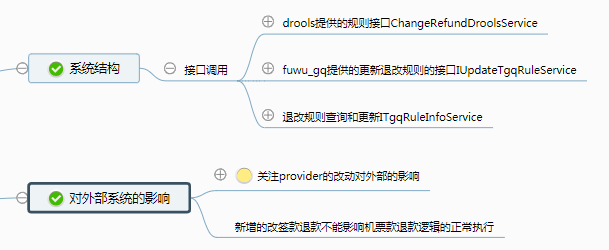 drools提供的规则接口ChangeRefundDroolsService
系统结构
接口调用
fuwu_gq提供的更新退改规则的接口IUpdateTgqRuleService
退改规则查询和更新ITgqRuleInfoService
关注provider的改动对外部的影响
对外部系统的影响
新增的改签款退款不能影响机票款退款逻辑的正常执行